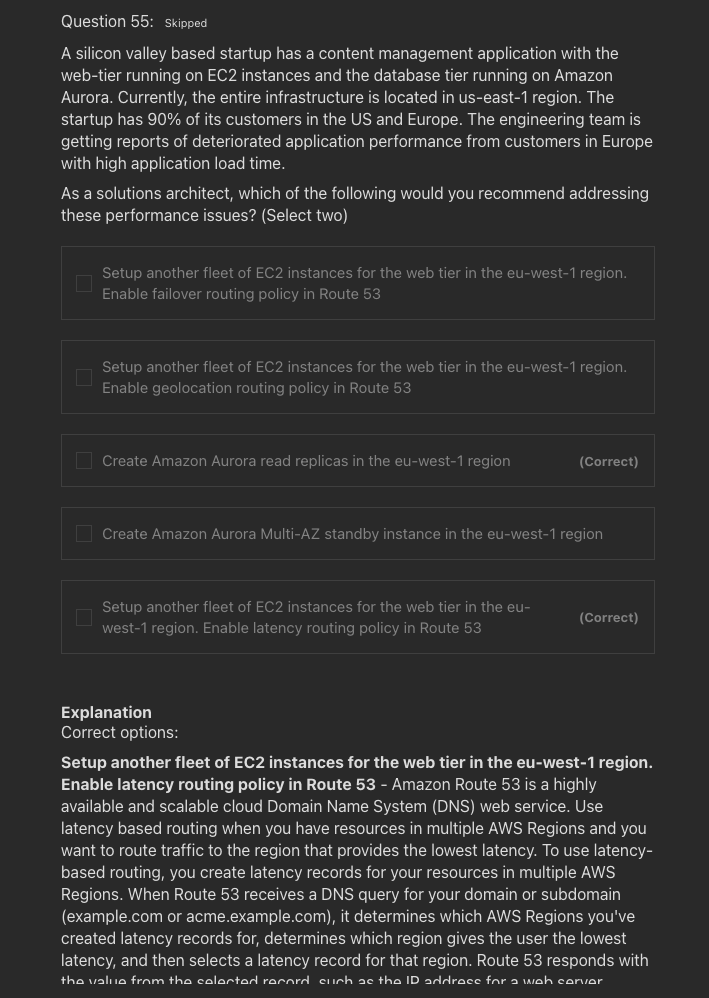 Question 55: Skipped
A silicon valley based startup has a content management application with the
web-tier running on EC2 instances and the database tier running on Amazon
Aurora. Currently, the entire infrastructure is located in us-east-1 region. The
startup has 90% of its customers in the US and Europe. The engineering team is
getting reports of deteriorated application performance from customers in Europe
with high application load time.
As a solutions architect, which of the following would you recommend addressing
these performance issues? (Select two)
Setup another fleet of EC2 instances for the web tier in the eu-west-1 region.
Enable failover routing policy in Route 53
Setup another fleet of EC2 instances for the web tier in the eu-west-1 region.
Enable geolocation routing policy in Route 53
Create Amazon Aurora read replicas in the eu-west-1 region (Correct)
Create Amazon Aurora Multi-AZ standby instance in the eu-west-1 region
Setup another fleet of EC2 instances for the web tier in the eu-
west-1 region. Enable latency routing policy in Route 53
(Correct)
Explanation
Correct options:
Setup another fleet of EC2 instances for the web tier in the eu-west-1 region.
Enable latency routing policy in Route 53 - Amazon Route 53 is a highly
available and scalable cloud Domain Name System (DNS) web service. Use
latency based routing when you have resources in multiple AWS Regions and you
want to route traffic to the region that provides the lowest latency. To use latency-
based routing, you create latency records for your resources in multiple AWS
Regions. When Route 53 receives a DNS query for your domain or subdomain
(example.com or acme.example.com), it determines which AWS Regions you've
created latency records for, determines which region gives the user the lowest
latency, and then selects a latency record for that region. Route 53 responds with
the value from the selected record, such as the IP address for a web server.